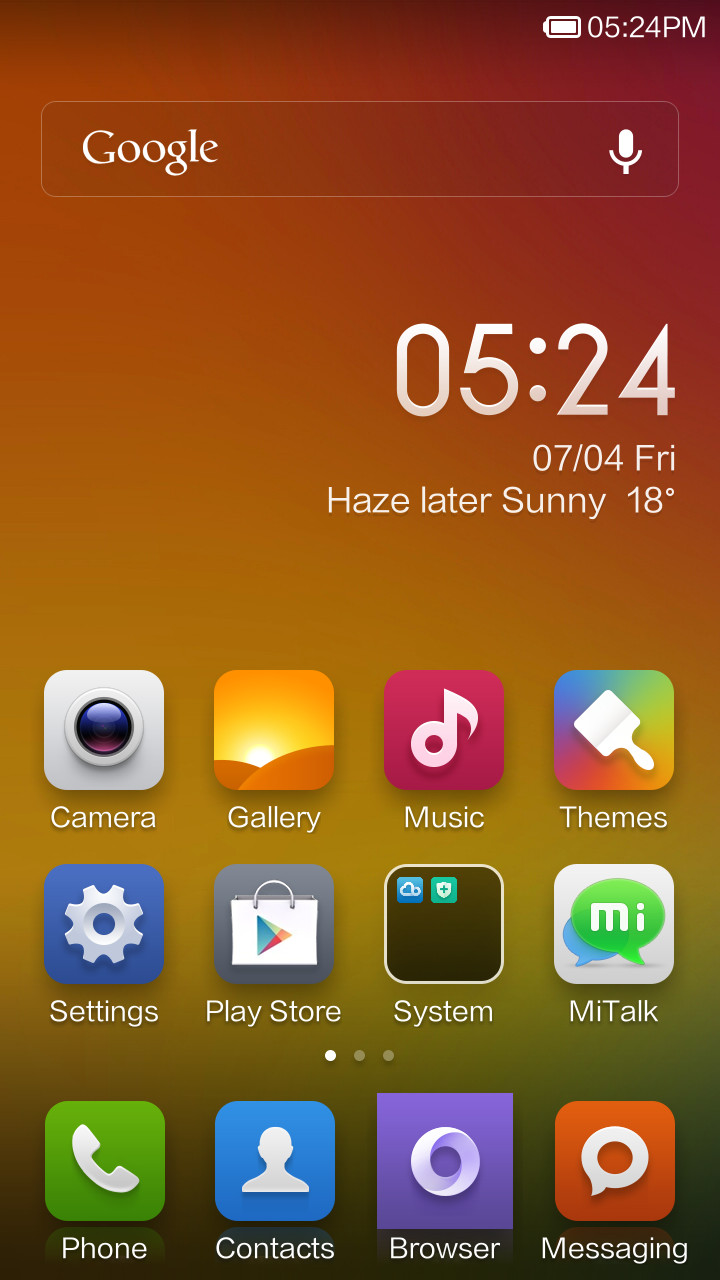 05:24PM
Google
05:24
07/04 Fri
Haze later Sunny 18°
Camera Gallery Music Themes
mi
Settings Play Store System MiTalk
Phone Contacts Browser Messaging